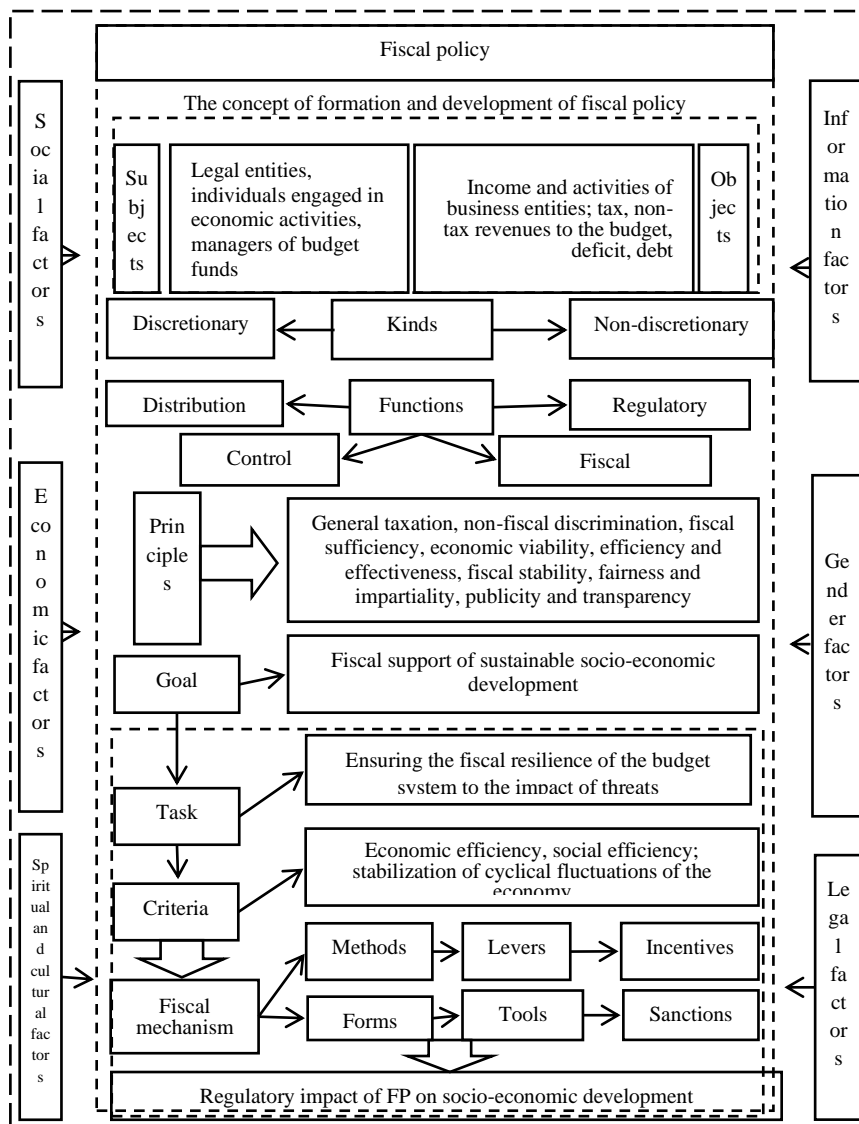 Fiscal policy
The concept of formation and development of fiscal policy
S
oc
ia
l f
a
ct
or
s
Su
bj
ec
ts
Legal entities,
individuals engaged in
economic activities,
managers of budget
funds
Income and activities of
business entities; tax, non-
tax revenues to the budget,
deficit, debt
Ob
je
cts
Inf
or
ma
tio
n f
act
or
s
Discretionary
Kinds
Non-discretionary
Distribution
Functions
Regulatory
Control
Fiscal
E
co
n
o
m
ic
fa
ct
or
s
Prin
ciple
s
General taxation, non-fiscal discrimination, fiscal
sufficiency, economic viability, efficiency and
effectiveness, fiscal stability, fairness and
impartiality, publicity and transparency
Ge
nd
er
fac
tor
s
Goal
Fiscal support of sustainable socio-economic
development
Task
Ensuring the fiscal resilience of the budget
system to the impact of threats
Sp
irit
ual
an
d
cul
tur
al
fa
ct
or
s
Criteria
Economic efficiency, social efficiency;
stabilization of cyclical fluctuations of the
economy
Le
ga
l
fa
ct
or
s
Methods
Levers
Incentives
Fiscal
mechanism
Forms
Tools
Sanctions
Regulatory impact of FP on socio-economic development